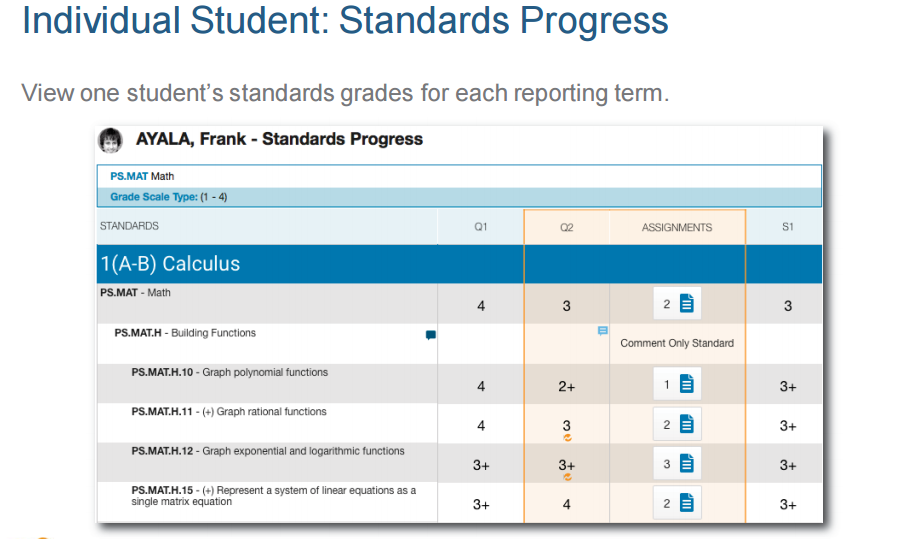 Individual Student: Standards Progress
View one student's standards grades for each reporting term.
AYALA, Frank - Standards Progress
PS.MAT Math
Grade Scale Type: (1 - 4)
STANDARDS Q1 Q2 ASSIGNMENTS S1
1(A-B) Calculus
PS.MAT - Math 4 3 2 3
PS.MAT.H - Building Functions Comment Only Standard
PS.MAT.H.10 - Graph polynomial functions 4 2+ 1 3+
PS.MAT.H.11 - (+) Graph rational functions 4 3 2 3+
PS.MAT.H.12 - Graph exponential and logarithmic functions 3+ 3+ 3 3+
PS.MAT.H.15 - (+) Represent a system of linear equations as a
single matrix equation 3+ 4 2 3+